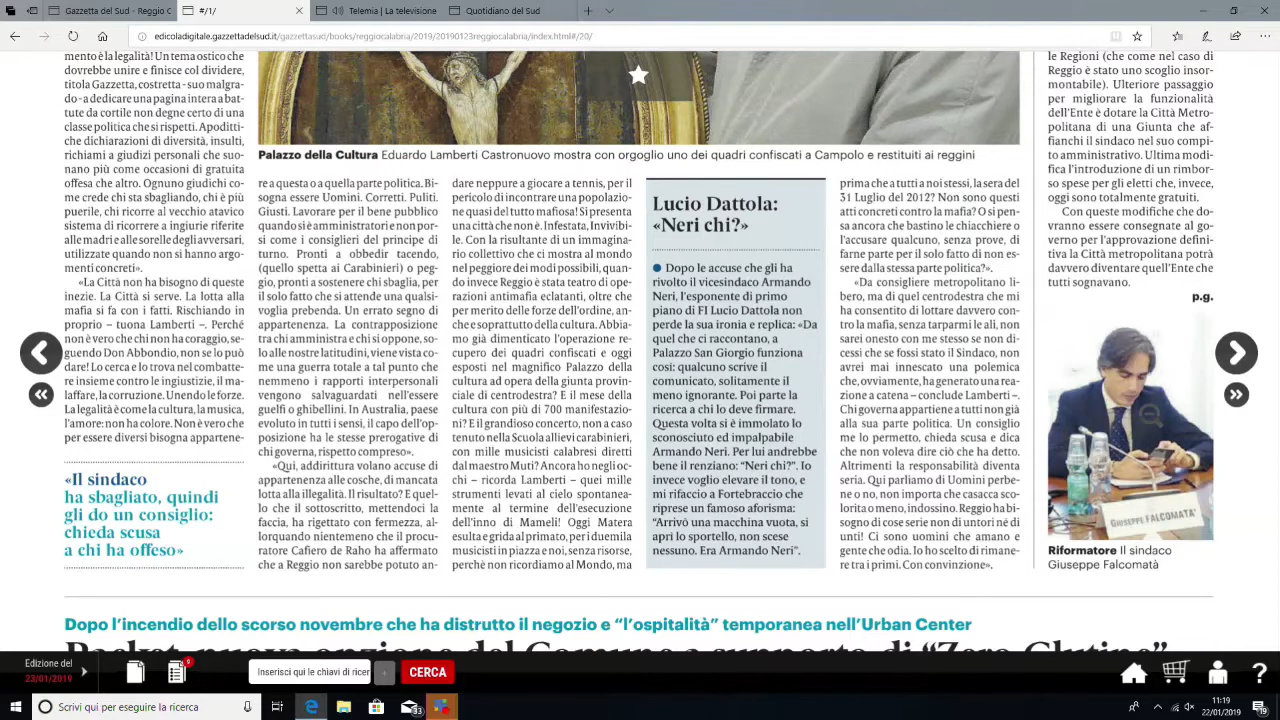 Gazzetta del Sud - Reggio C
#/1/
Gazzetta del Sud
Quotidiano del Sud
edicoladigitale.gazzettadelsud.it/gazzettasud/books/reggiocalabria/2019/20190123reggiocalabria/index.html#/20/
mento è la legalità! Un tema ostico che
dovrebbe unire e finisce col dividere,
titola Gazzetta, costretta - suo malgra-
do - a dedicare una pagina intera a bat-
tute da cortile non degne certo di una
classe politica che si rispetti. Apoditti-
che dichiarazioni di diversità, insulti,
richiami a giudizi personali che suo-
nano più come occasioni di gratuita
offesa che altro. Ognuno giudichi co-
me crede chi sta sbagliando, chi è più
puerile, chi ricorre al vecchio atavico
sistema di ricorrere a ingiurie riferite
alle madri e alle sorelle degli avversari,
utilizzate quando non si hanno argo-
menti concreti».
«La Città non ha bisogno di queste
inezie. La Città si serve. La lotta alla
mafia si fa con i fatti. Rischiando in
proprio – tuona Lamberti –. Perché
non è vero che chi non ha coraggio, se-
guendo Don Abbondio, non se lo può
dare! Lo cerca e lo trova nel combatte-
re insieme contro le ingiustizie, il ma-
laffare, la corruzione. Unendo le forze.
La legalità è come la cultura, la musica,
l'amore: non ha colore. Non è vero che
per essere diversi bisogna appartene-
«Il sindaco
ha sbagliato, quindi
gli do un consiglio:
chieda scusa
a chi ha offeso»
Palazzo della Cultura Eduardo Lamberti Castronuovo mostra con orgoglio uno dei quadri confiscati a Campolo e restituiti ai reggini
re a questa o a quella parte politica. Bi-
sogna essere Uomini. Corretti. Puliti.
Giusti. Lavorare per il bene pubblico
quando si è amministratori e non por-
si come i consiglieri del principe di
turno. Pronti a obbedir tacendo,
(quello spetta ai Carabinieri) o peg-
gio, pronti a sostenere chi sbaglia, per
il solo fatto che si attende una qualsi-
voglia prebenda. Un errato segno di
appartenenza. La contrapposizione
tra chi amministra e chi si oppone, so-
lo alle nostre latitudini, viene vista co-
me una guerra totale a tal punto che
nemmeno i rapporti interpersonali
vengono salvaguardati nell'essere
guelfi o ghibellini. In Australia, paese
evoluto in tutti i sensi, il capo dell'op-
posizione ha le stesse prerogative di
chi governa, rispetto compreso».
«Qui, addirittura volano accuse di
appartenenza alle cosche, di mancata
lotta alla illegalità. Il risultato? E quel-
lo che il sottoscritto, mettendoci la
faccia, ha rigettato con fermezza, al-
lorquando nientemeno che il procu-
ratore Cafiero de Raho ha affermato
che a Reggio non sarebbe potuto an-
dare neppure a giocare a tennis, per il
pericolo di incontrare una popolazio-
ne quasi del tutto mafiosa! Si presenta
una città che non è. Infestata, Invivibi-
le. Con la risultante di un immagina-
rio collettivo che ci mostra al mondo
nel peggiore dei modi possibili, quan-
do invece Reggio è stata teatro di ope-
razioni antimafia eclatanti, oltre che
per merito delle forze dell'ordine, an-
che e soprattutto della cultura. Abbia-
mo già dimenticato l'operazione re-
cupero dei quadri confiscati e oggi
esposti nel magnifico Palazzo della
cultura ad opera della giunta provin-
ciale di centrodestra? E il mese della
cultura con più di 700 manifestazio-
ni? E il grandioso concerto, non a caso
tenuto nella Scuola allievi carabinieri,
con mille musicisti calabresi diretti
dal maestro Muti? Ancora ho negli oc-
chi – ricorda Lamberti – quei mille
strumenti levati al cielo spontanea-
mente al termine dell'esecuzione
dell'inno di Mameli! Oggi Matera
esulta e grida al primato, per i duemila
musicisti in piazza e noi, senza risorse,
perchè non ricordiamo al Mondo, ma
Lucio Dattola:
«Neri chi?»
Dopo le accuse che gli ha
rivolto il vicesindaco Armando
Neri, l'esponente di primo
piano di FI Lucio Dattola non
perde la sua ironia e replica: «Da
quel che ci raccontano, a
Palazzo San Giorgio funziona
così: qualcuno scrive il
comunicato, solitamente il
meno ignorante. Poi parte la
ricerca a chi lo deve firmare.
Questa volta si è immolato lo
sconosciuto ed impalpabile
Armando Neri. Per lui andrebbe
bene il renziano: “Neri chi?”. Io
invece voglio elevare il tono, e
mi rifaccio a Fortebraccio che
riprese un famoso aforisma:
“Arrivò una macchina vuota, si
apri lo sportello, non scese
nessuno. Era Armando Neri”.
prima che a tutti a noi stessi, la sera del
31 Luglio del 2012? Non sono questi
atti concreti contro la mafia? O si pen-
sa ancora che bastino le chiacchiere o
l'accusare qualcuno, senza prove, di
farne parte per il solo fatto di non es-
sere dalla stessa parte politica?».
«Da consigliere metropolitano li-
bero, ma di quel centrodestra che mi
ha consentito di lottare davvero con-
tro la mafia, senza tarparmi le ali, non
sarei onesto con me stesso se non di-
cessi che se fossi stato il Sindaco, non
avrei mai innescato una polemica
che, ovviamente, ha generato una rea-
zione a catena – conclude Lamberti –.
Chi governa appartiene a tutti non già
alla sua parte politica. Un consiglio
me lo permetto, chieda scusa e dica
che non voleva dire ciò che ha detto.
Altrimenti la responsabilità diventa
seria. Qui parliamo di Uomini perbe-
ne o no, non importa che casacca sco-
lorita o meno, indossino. Reggio ha bi-
sogno di cose serie non di untori né di
unti! Ci sono uomini che amano e
gente che odia. Io ho scelto di rimane-
re tra i primi. Con convinzione».
le Regioni (che come nel caso di
Reggio è stato uno scoglio insor-
montabile). Ulteriore passaggio
per migliorare la funzionalità
dell'Ente è dotare la Città Metro-
politana di una Giunta che af-
fianchi il sindaco nel suo compi-
to amministrativo. Ultima modi-
fica l'introduzione di un rimbor-
so spese per gli eletti che, invece,
oggi sono totalmente gratuiti.
Con queste modifiche che do-
vranno essere consegnate al go-
verno per l'approvazione defini-
tiva la Città metropolitana potrà
davvero diventare quell'Ente che
tutti sognavano.
p.g.
GIUSEPPE FALCOMATA'
Riformatore Il sindaco
Giuseppe Falcomatà
Dopo l'incendio dello scorso novembre che ha distrutto il negozio e “l'ospitalità” temporanea nell'Urban Center
Edizione del
23/01/2019
9
Inserisci qui le chiavi di ricer
CERCA
?
Scrivi qui per eseguire la ricerca
33
11:19
22/01/2019